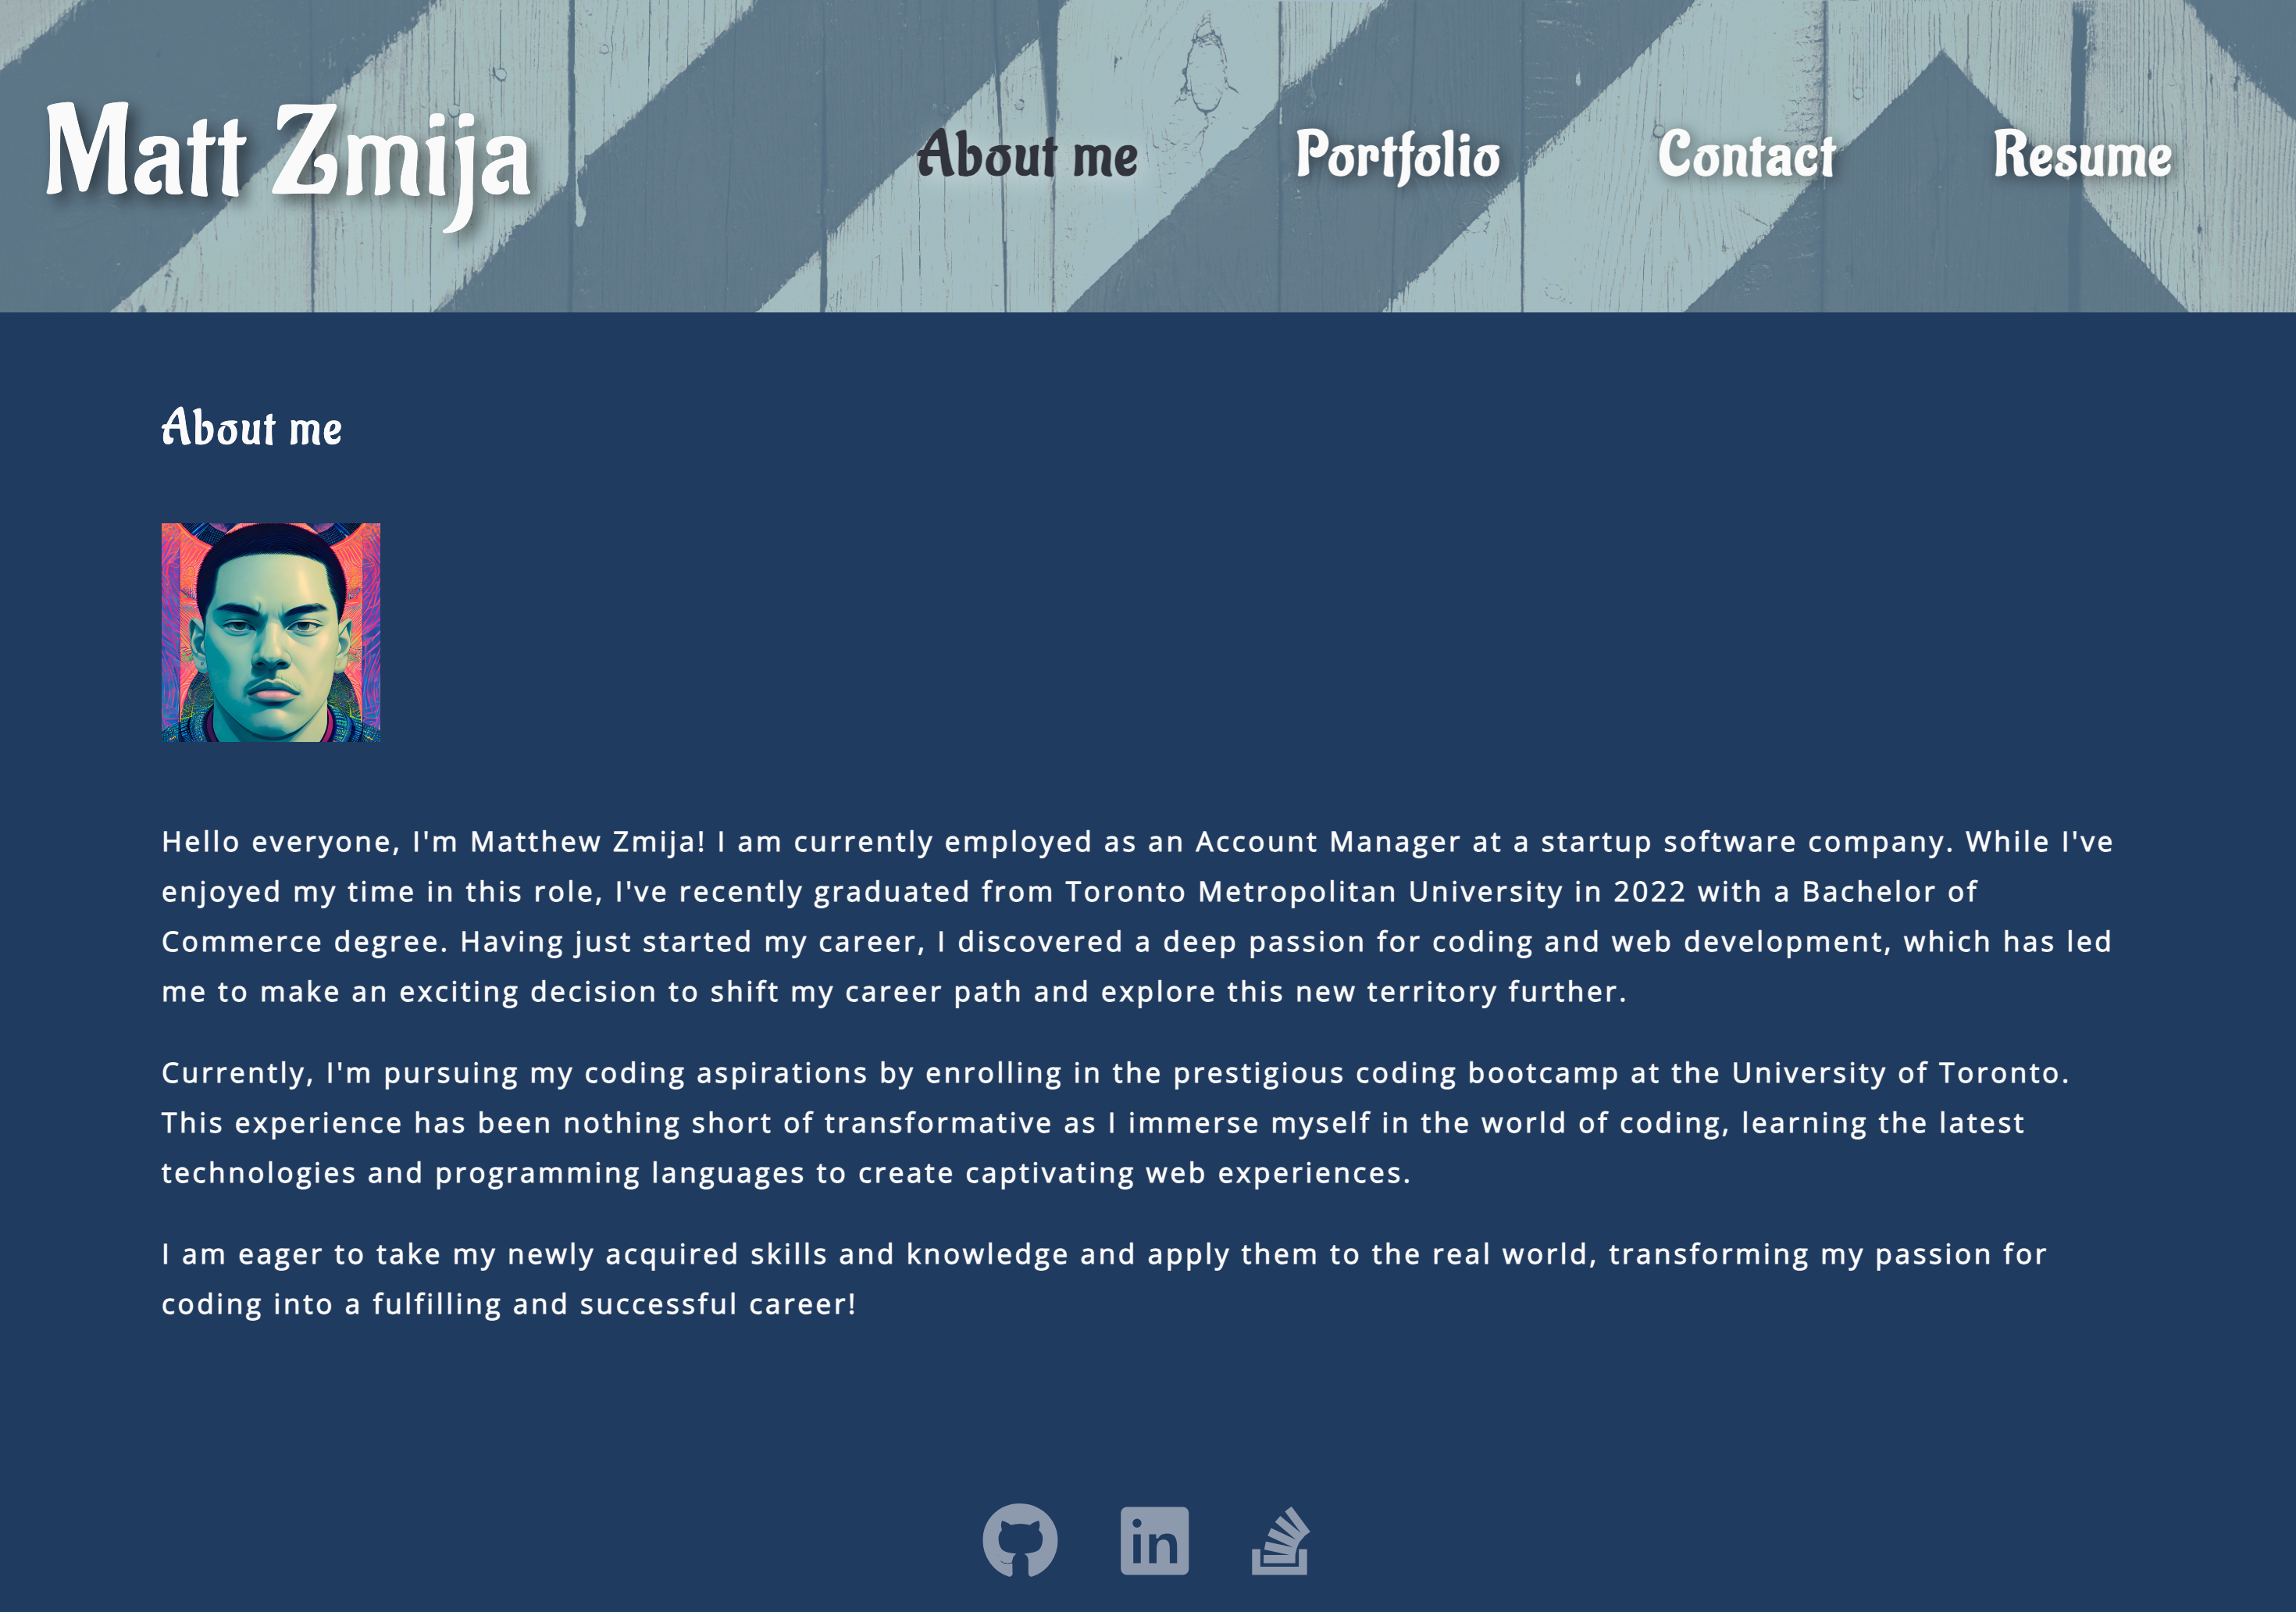 Matt Zmija
About me
Portfolio
Contact
Resume
About me
Hello everyone, I'm Matthew Zmija! I am currently employed as an Account Manager at a startup software company. While I've
enjoyed my time in this role, I've recently graduated from Toronto Metropolitan University in 2022 with a Bachelor of
Commerce degree. Having just started my career, I discovered a deep passion for coding and web development, which has led
me to make an exciting decision to shift my career path and explore this new territory further.
Currently, I'm pursuing my coding aspirations by enrolling in the prestigious coding bootcamp at the University of Toronto.
This experience has been nothing short of transformative as I immerse myself in the world of coding, learning the latest
technologies and programming languages to create captivating web experiences.
I am eager to take my newly acquired skills and knowledge and apply them to the real world, transforming my passion for
coding into a fulfilling and successful career!
in